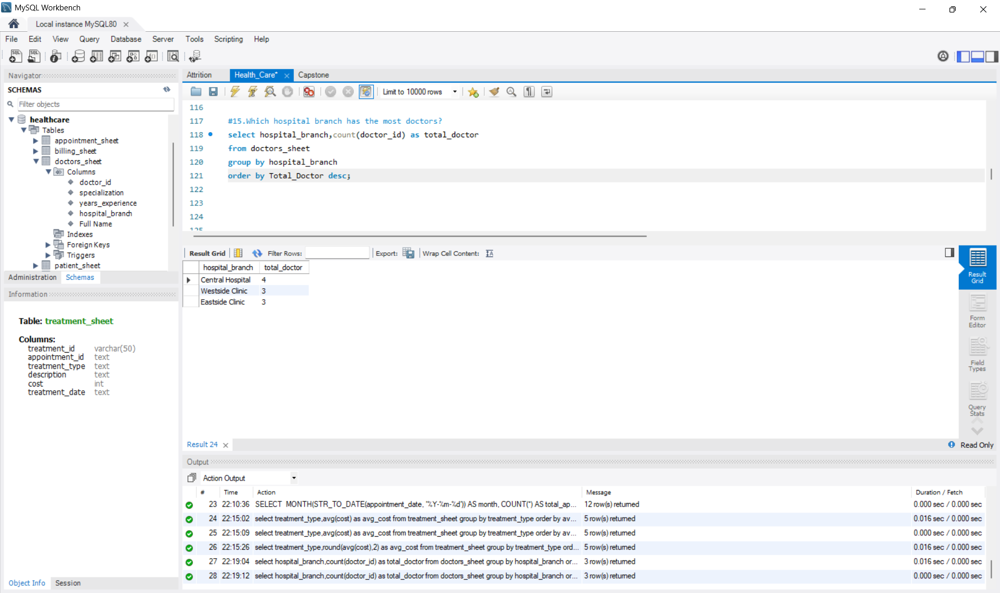 MySQL Workbench
Local instance MySQL80
File Edit View Query Database Server Tools Scripting Help
Navigator
SCHEMAS
Filter objects
healthcare
Tables
appointment_sheet
billing_sheet
doctors_sheet
Columns
doctor_id
specialization
years_experience
hospital_branch
Full Name
Indexes
Foreign Keys
Triggers
patient_sheet
Administration Schemas
Information
Table: treatment_sheet
Columns:
treatment_id varchar(50)
appointment_id text
treatment_type text
description text
cost int
treatment_date text
Object Info Session
Attrition Health_Care* Capstone
Limit to 10000 rows
116
117 #15.Which hospital branch has the most doctors?
118 select hospital_branch,count(doctor_id) as total_doctor
119 from doctors_sheet
120 group by hospital_branch
121 order by Total_Doctor desc;
122
123
124
125
Result Grid Filter Rows: Export: Wrap Cell Content:
hospital_branch total_doctor
Central Hospital 4
Westside Clinic 3
Eastside Clinic 3
Result Grid
Form Editor
Field Types
Query Stats
Result 24 Read Only
Output
Action Output
# Time Action Message Duration / Fetch
23 22:10:36 SELECT MONTH(STR_TO_DATE(appointment_date, '%Y-%m-%d')) AS month, COUNT(*) AS total_ap... 12 row(s) returned 0.000 sec / 0.000 sec
24 22:15:02 select treatment_type,avg(cost) as avg_cost from treatment_sheet group by treatment_type order by av... 5 row(s) returned 0.016 sec / 0.000 sec
25 22:15:09 select treatment_type,avg(cost) as avg_cost from treatment_sheet group by treatment_type order by av... 5 row(s) returned 0.000 sec / 0.000 sec
26 22:15:26 select treatment_type,round(avg(cost),2) as avg_cost from treatment_sheet group by treatment_type ord... 5 row(s) returned 0.016 sec / 0.000 sec
27 22:19:04 select hospital_branch,count(doctor_id) as total_doctor from doctors_sheet group by hospital_branch or... 3 row(s) returned 0.016 sec / 0.000 sec
28 22:19:12 select hospital_branch,count(doctor_id) as total_doctor from doctors_sheet group by hospital_branch or... 3 row(s) returned 0.000 sec / 0.000 sec